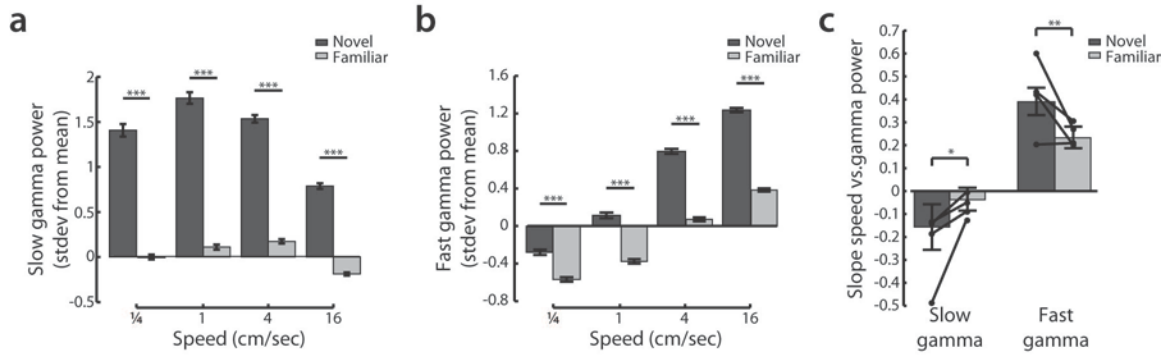 a
Novel
Familiar
Slow gamma power
(stdev from mean)
2
1.5
1
0.5
0
-0.5
***
***
***
***
¼
1
4
16
Speed (cm/sec)
b
Novel
Familiar
Fast gamma power
(stdev from mean)
1.6
1.2
0.8
0.4
0
-0.4
-0.8
***
***
***
***
¼
1
4
16
Speed (cm/sec)
c
Novel
Familiar
Slope speed vs.gamma power
0.7
0.6
0.5
0.4
0.3
0.2
0.1
0
-0.1
-0.2
-0.3
-0.4
-0.5
*
**
Slow
gamma
Fast
gamma